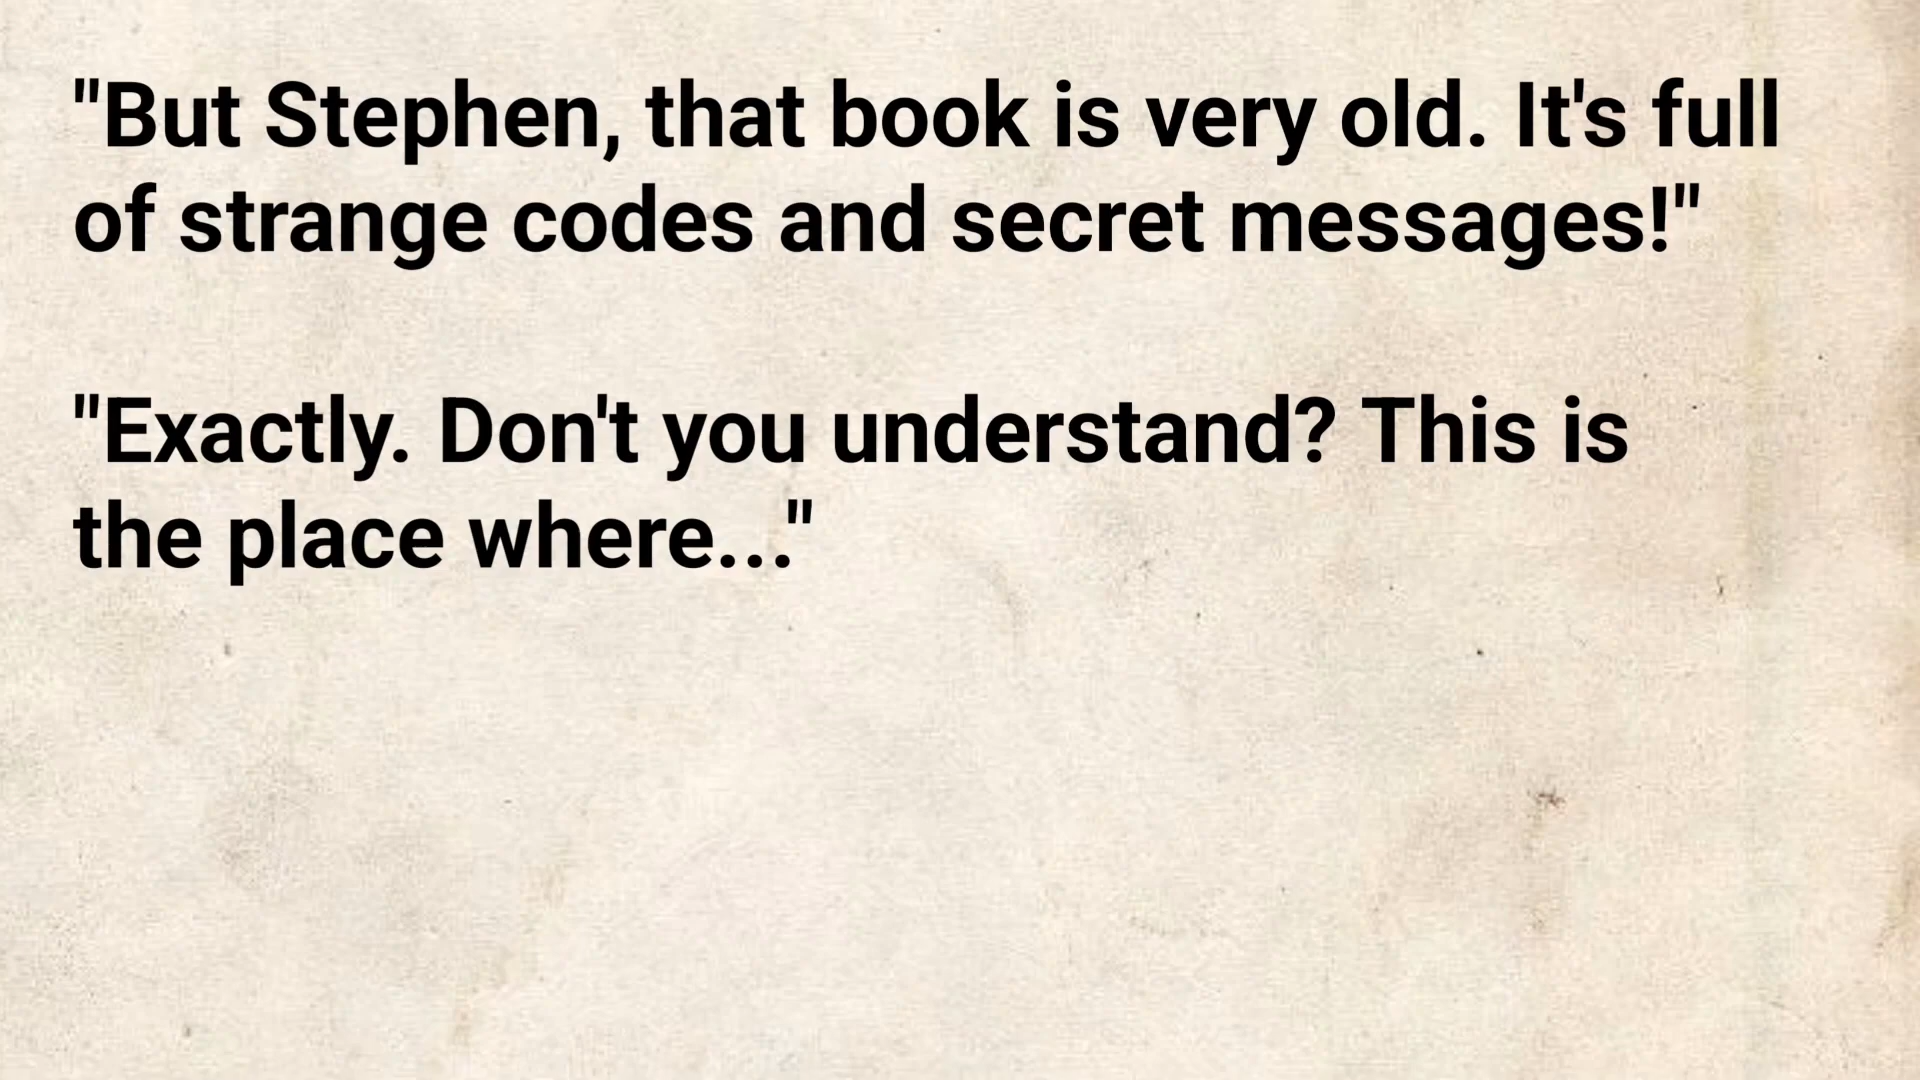 "But Stephen, that book is very old. It's full
of strange codes and secret messages!"
"Exactly. Don't you understand? This is
the place where..."